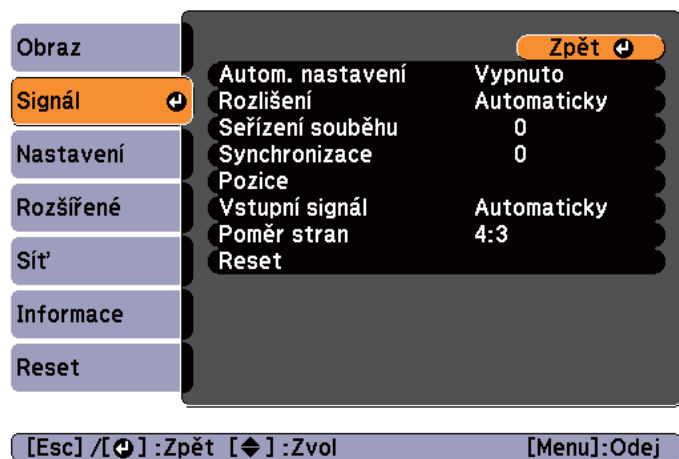 Obraz
Signál
Nastavení
Rozšířené
Síť
Informace
Reset
Zpět
Autom. nastavení Vypnuto
Rozlišení Automaticky
Seřízení souběhu 0
Synchronizace 0
Pozice
Vstupní signál Automaticky
Poměr stran 4:3
Reset
[Esc] /[⏎] :Zpět [◆] :Zvol [Menu]:Odej